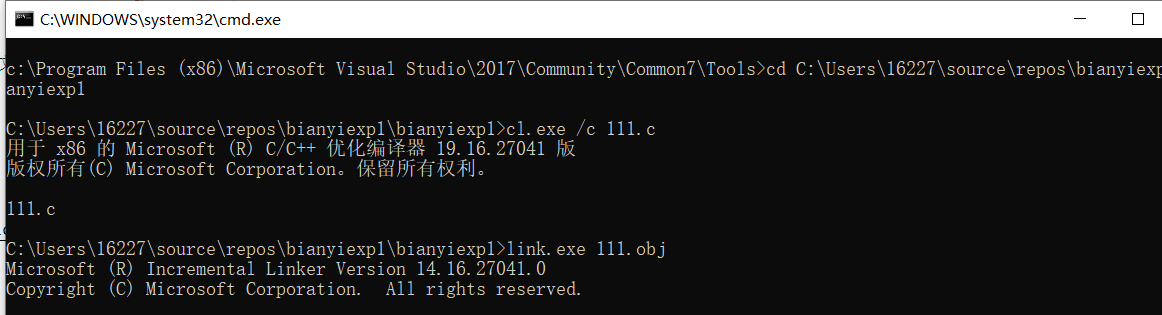 C:\WINDOWS\system32\cmd.exe
c:\Program Files (x86)\Microsoft Visual Studio\2017\Community\Common7\Tools>cd C:\Users\16227\source\repos\bianyiexp
anyiexp1
C:\Users\16227\source\repos\bianyiexp1\bianyiexp1>cl.exe /c 111.c
用于 x86 的 Microsoft (R) C/C++ 优化编译器 19.16.27041 版
版权所有(C) Microsoft Corporation。保留所有权利。
111.c
C:\Users\16227\source\repos\bianyiexp1\bianyiexp1>link.exe 111.obj
Microsoft (R) Incremental Linker Version 14.16.27041.0
Copyright (C) Microsoft Corporation.  All rights reserved.